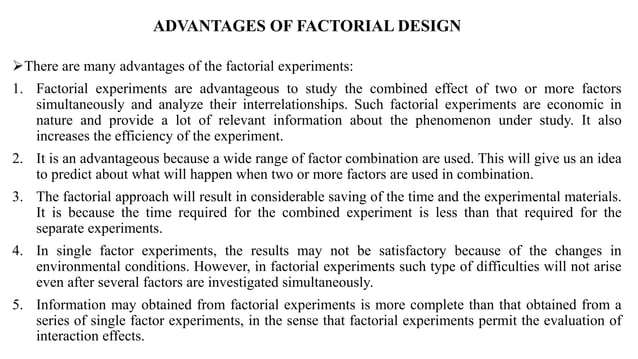 ADVANTAGES OF FACTORIAL DESIGN
➢There are many advantages of the factorial experiments:
1. Factorial experiments are advantageous to study the combined effect of two or more factors
simultaneously and analyze their interrelationships. Such factorial experiments are economic in
nature and provide a lot of relevant information about the phenomenon under study. It also
increases the efficiency of the experiment.
2. It is an advantageous because a wide range of factor combination are used. This will give us an idea
to predict about what will happen when two or more factors are used in combination.
3. The factorial approach will result in considerable saving of the time and the experimental materials.
It is because the time required for the combined experiment is less than that required for the
separate experiments.
4. In single factor experiments, the results may not be satisfactory because of the changes in
environmental conditions. However, in factorial experiments such type of difficulties will not arise
even after several factors are investigated simultaneously.
5. Information may obtained from factorial experiments is more complete than that obtained from a
series of single factor experiments, in the sense that factorial experiments permit the evaluation of
interaction effects.